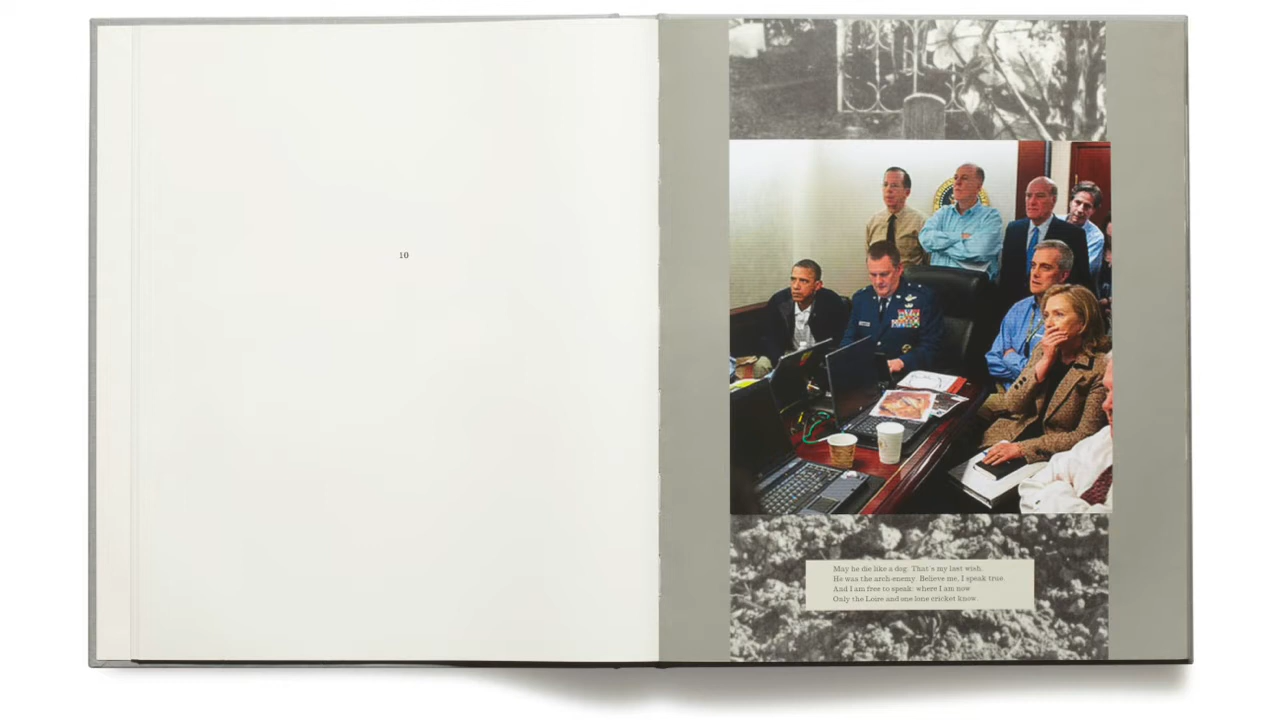 10
May he die like a dog. That's my last wish.
He was the arch-enemy. Believe me, I speak true.
And I am free to speak: where I am now
Only the Loire and one lone cricket know.